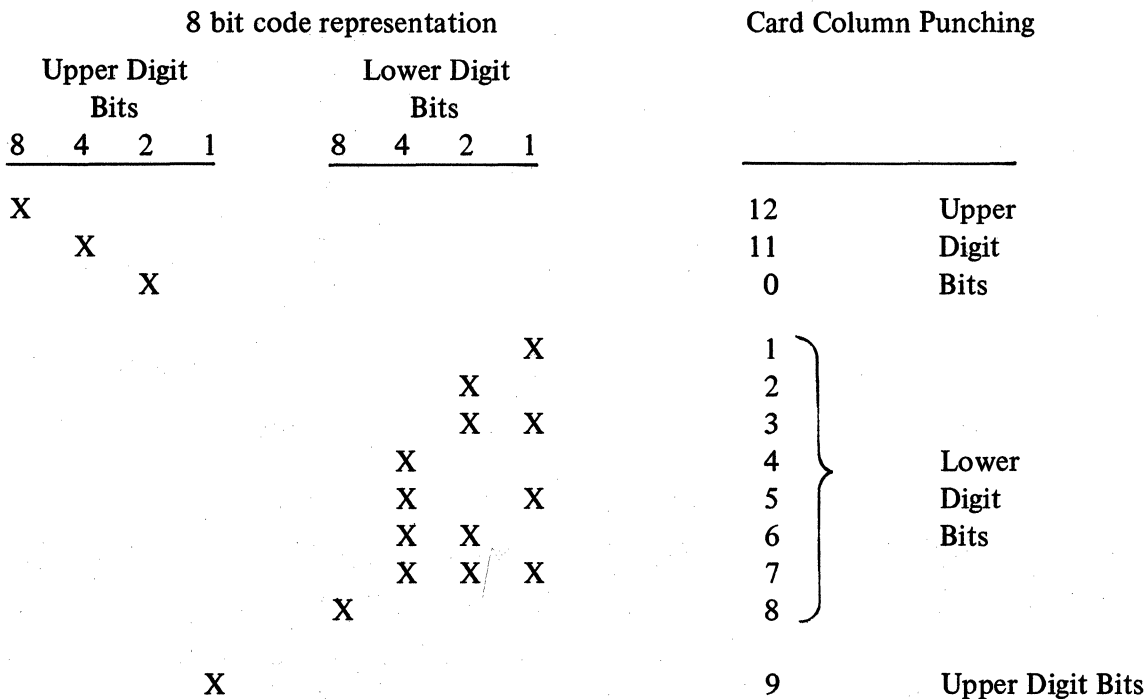 8 bit code representation Card Column Punching
Upper Digit Lower Digit
Bits Bits
8 4 2 1 8 4 2 1
X 12 Upper
X 11 Digit
X 0 Bits
X 1
X 2
X X 3
X 4 Lower
X X 5 Digit
X X 6 Bits
X X X 7
X 8
X 9 Upper Digit Bits